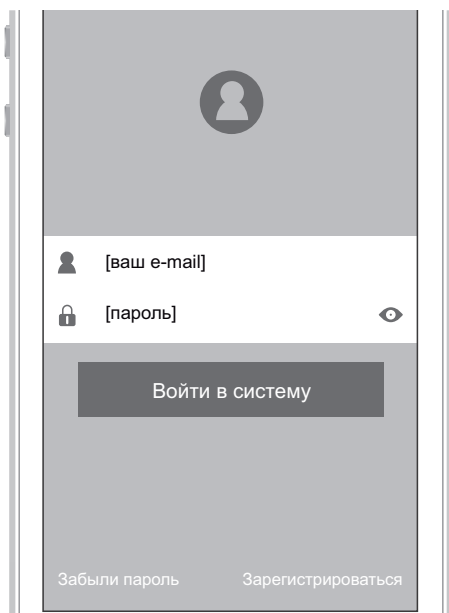 [ваш e-mail]
[пароль]
Войти в систему
Забыли пароль
Зарегистрироваться